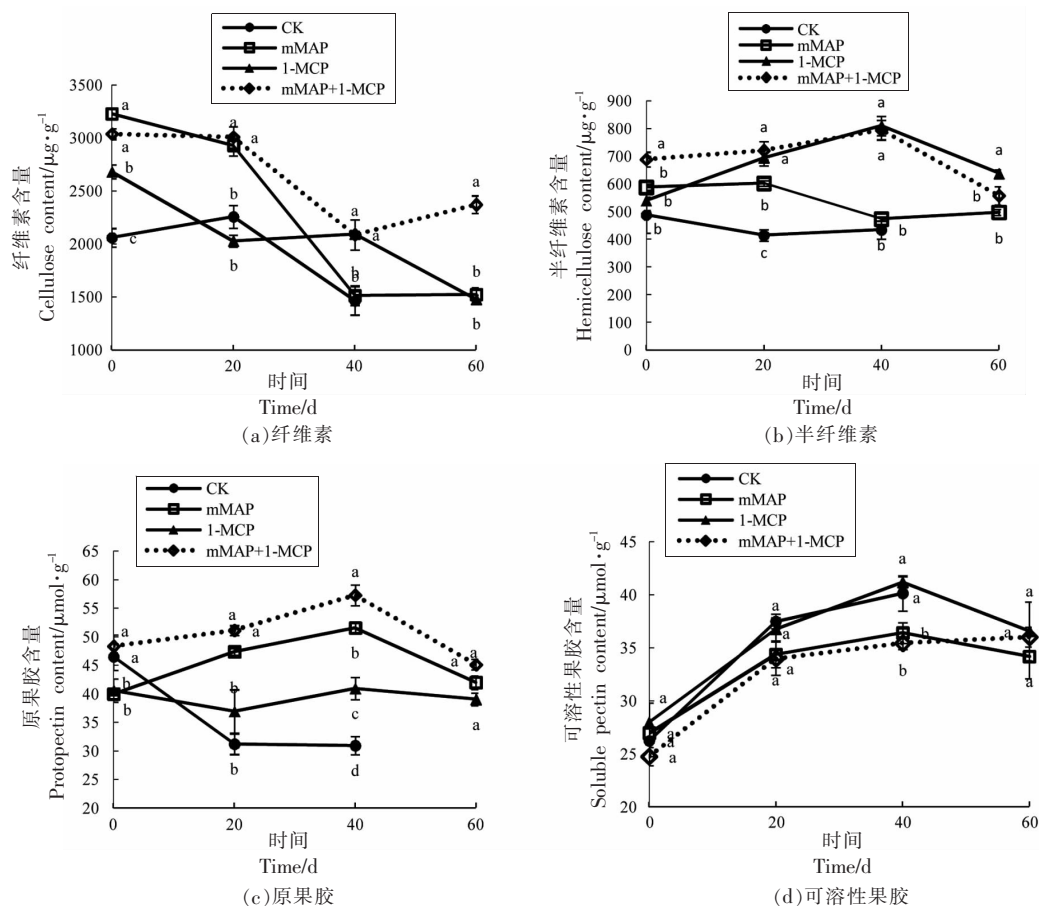 CK
mMAP
1-MCP
mMAP+1-MCP
纤维素含量
Cellulose content/μg·g⁻¹
3500
3000
2500
2000
1500
1000
a
a
b
c
a
a
b
b
a
a
b
b
a
b
b
0
20
40
60
时间
Time/d
(a)纤维素
CK
mMAP
1-MCP
mMAP+1-MCP
半纤维素含量
Hemicellulose content/μg·g⁻¹
900
800
700
600
500
400
300
200
100
0
a
b
b
b
a
a
b
c
a
a
b
b
a
b
b
0
20
40
60
时间
Time/d
(b)半纤维素
CK
mMAP
1-MCP
mMAP+1-MCP
原果胶含量
Protopectin content/μmol·g⁻¹
65
60
55
50
45
40
35
30
25
20
a
a
b
b
a
a
b
b
a
b
c
d
a
a
a
0
20
40
60
时间
Time/d
(c)原果胶
CK
mMAP
1-MCP
mMAP+1-MCP
可溶性果胶含量
Soluble pectin content/μmol·g⁻¹
45
40
35
30
25
20
a
a
a
a
a
a
a
a
a
a
b
b
a
a
a
0
20
40
60
时间
Time/d
(d)可溶性果胶